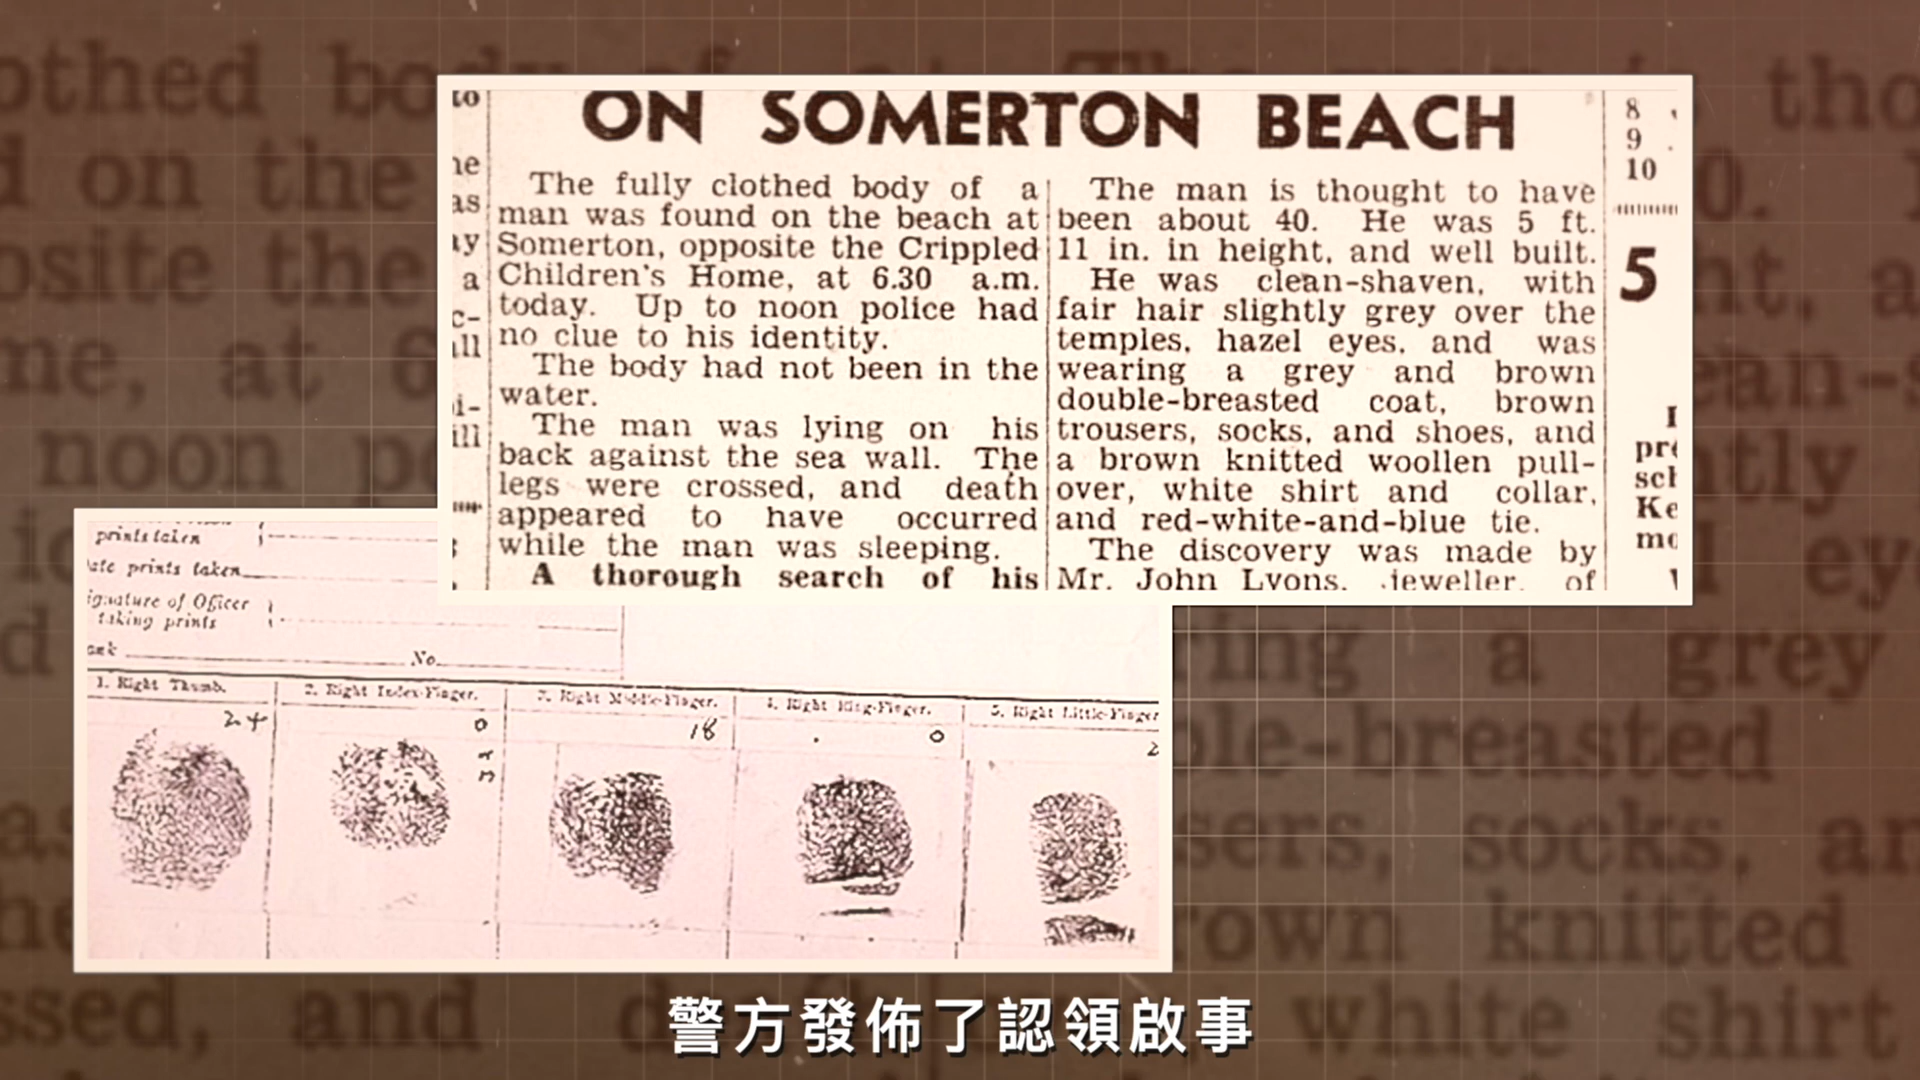 ON SOMERTON BEACH
The fully clothed body of a
man was found on the beach at
Somerton, opposite the Crippled
Children's Home, at 6.30 a.m.
today. Up to noon police had
no clue to his identity.
The body had not been in the
water.
The man was lying on his
back against the sea wall. The
legs were crossed, and death
appeared to have occurred
while the man was sleeping.
A thorough search of his
The man is thought to have
been about 40. He was 5 ft.
11 in. in height, and well built.
He was clean-shaven, with
fair hair slightly grey over the
temples, hazel eyes, and was
wearing a grey and brown
double-breasted coat, brown
trousers, socks, and shoes, and
a brown knitted woollen pull-
over, white shirt and collar,
and red-white-and-blue tie.
The discovery was made by
Mr. John Lyons, jeweller, of
8
9
10
5
prints taken
ate prints taken
ignature of Officer
taking prints
No.
1. Right Thumb.
2. Right Index-Finger.
3. Right Middle-Finger.
4. Right Ring-Finger.
5. Right Little-Finger
24
0
18
0
2
警方發佈了認領啟事